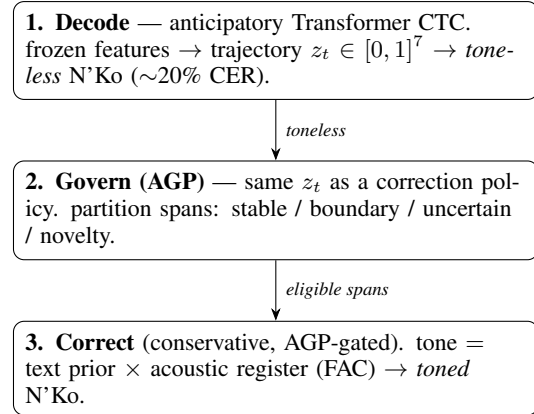 1. Decode — anticipatory Transformer CTC.
frozen features → trajectory z_t ∈ [0, 1]^7 → tone-
less N'Ko (∼20% CER).
toneless
2. Govern (AGP) — same z_t as a correction pol-
icy. partition spans: stable / boundary / uncertain
/ novelty.
eligible spans
3. Correct (conservative, AGP-gated). tone =
text prior × acoustic register (FAC) → toned
N'Ko.